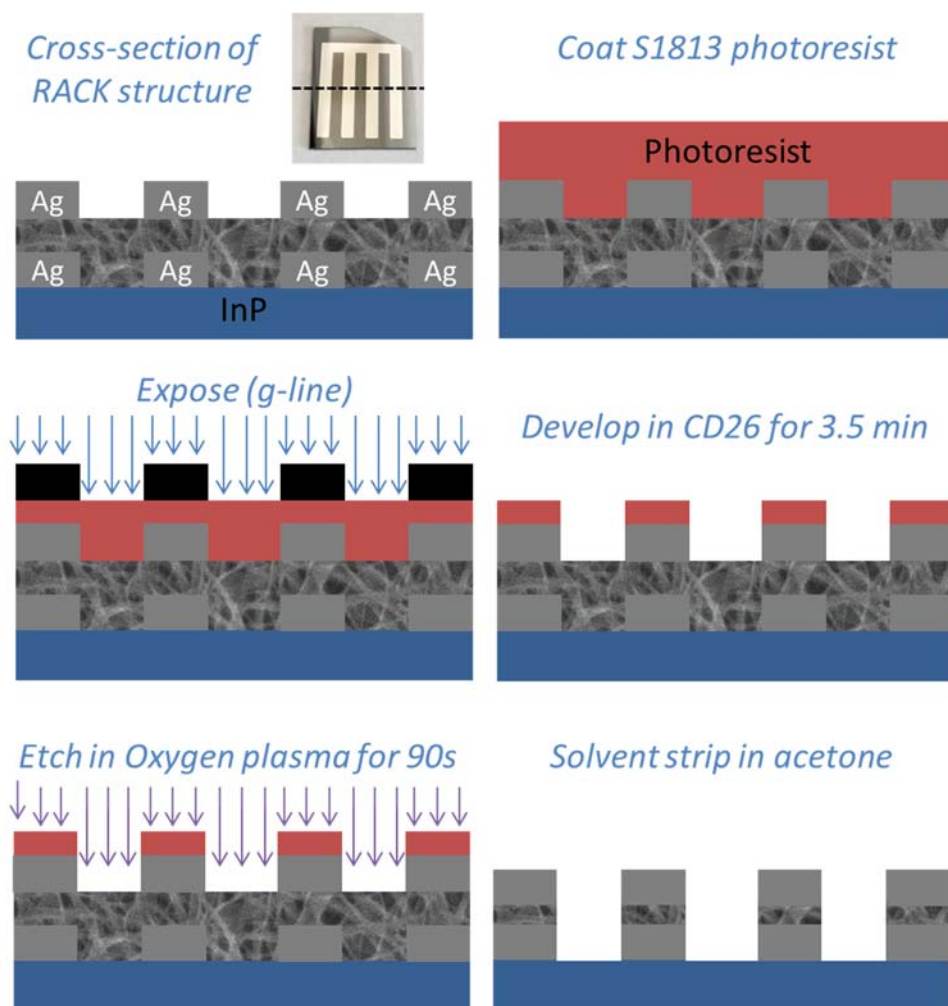 Cross-section of
RACK structure
Coat S1813 photoresist
Photoresist
Ag Ag Ag Ag
Ag Ag Ag Ag
InP
Expose (g-line)
Develop in CD26 for 3.5 min
Etch in Oxygen plasma for 90s
Solvent strip in acetone